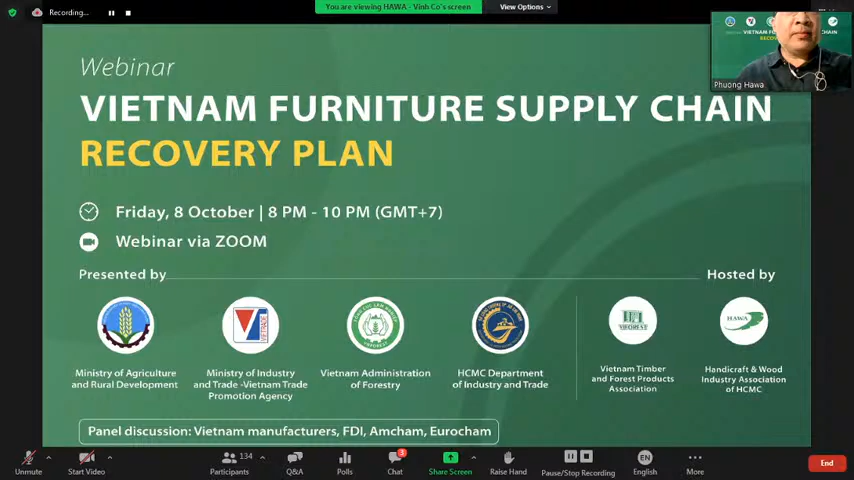 Recording...
You are viewing HAWA - Vinh Co's screen
View Options
Webinar
VIETNAM FURNITURE SUPPLY CHAIN
RECOVERY PLAN
Phuong Hawa
Friday, 8 October | 8 PM - 10 PM (GMT+7)
Webinar via ZOOM
Presented by
Hosted by
VIETRADE
VIFOREST
HAWA
Ministry of Agriculture
and Rural Development
Ministry of Industry
and Trade -Vietnam Trade
Promotion Agency
Vietnam Administration
of Forestry
HCMC Department
of Industry and Trade
Vietnam Timber
and Forest Products
Association
Handicraft & Wood
Industry Association
of HCMC
Panel discussion: Vietnam manufacturers, FDI, Amcham, Eurocham
Unmute
Start Video
Participants
134
Q&A
Polls
Chat
3
Share Screen
Raise Hand
Pause/Stop Recording
EN
English
More
End